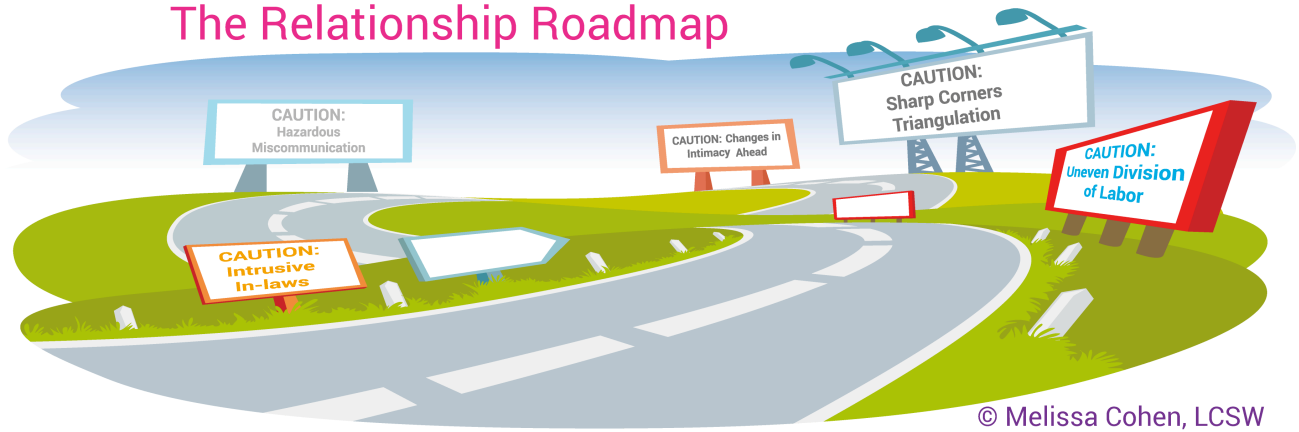 The Relationship Roadmap
CAUTION:
Hazardous
Miscommunication
CAUTION: Changes in
Intimacy Ahead
CAUTION:
Sharp Corners
Triangulation
CAUTION:
Uneven Division
of Labor
CAUTION:
Intrusive
In-laws
© Melissa Cohen, LCSW